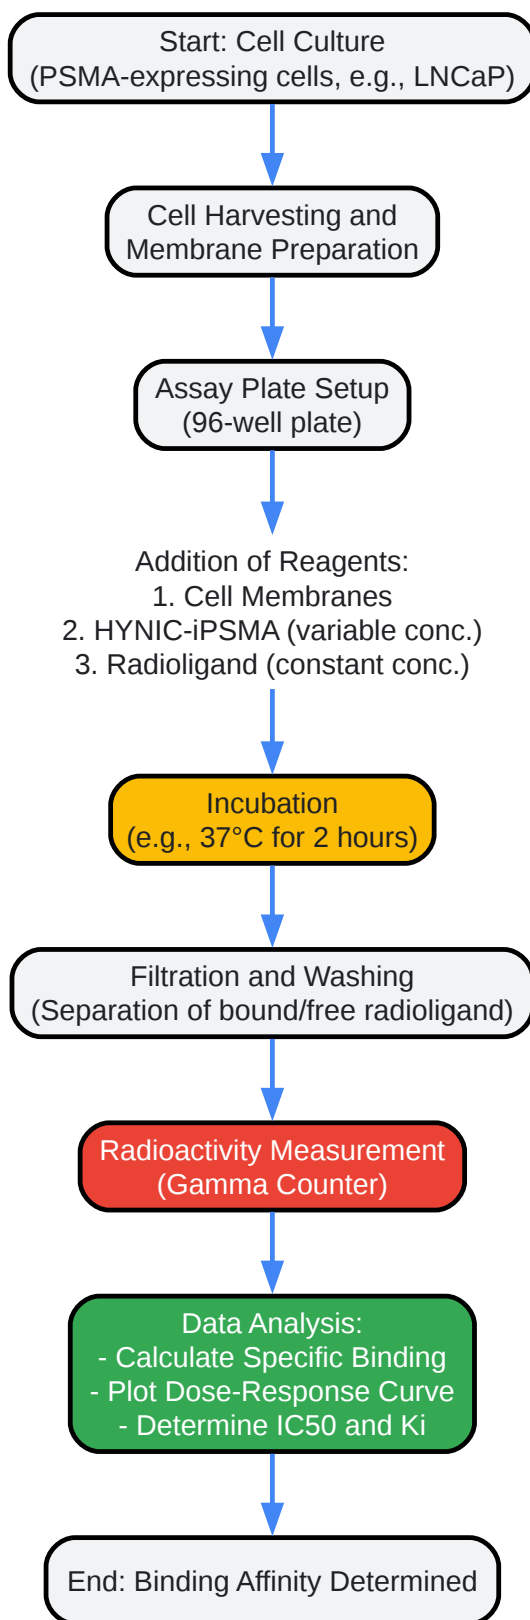 Start: Cell Culture
(PSMA-expressing cells, e.g., LNCaP)
Cell Harvesting and
Membrane Preparation
Assay Plate Setup
(96-well plate)
Addition of Reagents:
1. Cell Membranes
2. HYNIC-iPSMA (variable conc.)
3. Radioligand (constant conc.)
Incubation
(e.g., 37°C for 2 hours)
Filtration and Washing
(Separation of bound/free radioligand)
Radioactivity Measurement
(Gamma Counter)
Data Analysis:
- Calculate Specific Binding
- Plot Dose-Response Curve
- Determine IC50 and Ki
End: Binding Affinity Determined